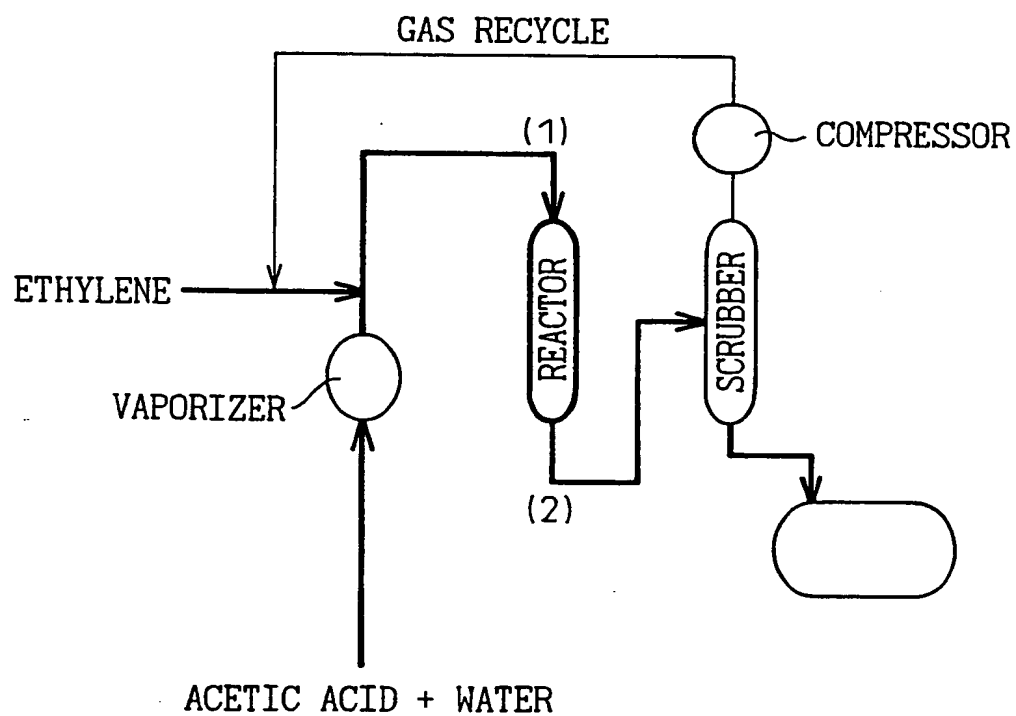 GAS RECYCLE
(1)
COMPRESSOR
ETHYLENE
REACTOR
SCRUBBER
VAPORIZER
(2)
ACETIC ACID + WATER